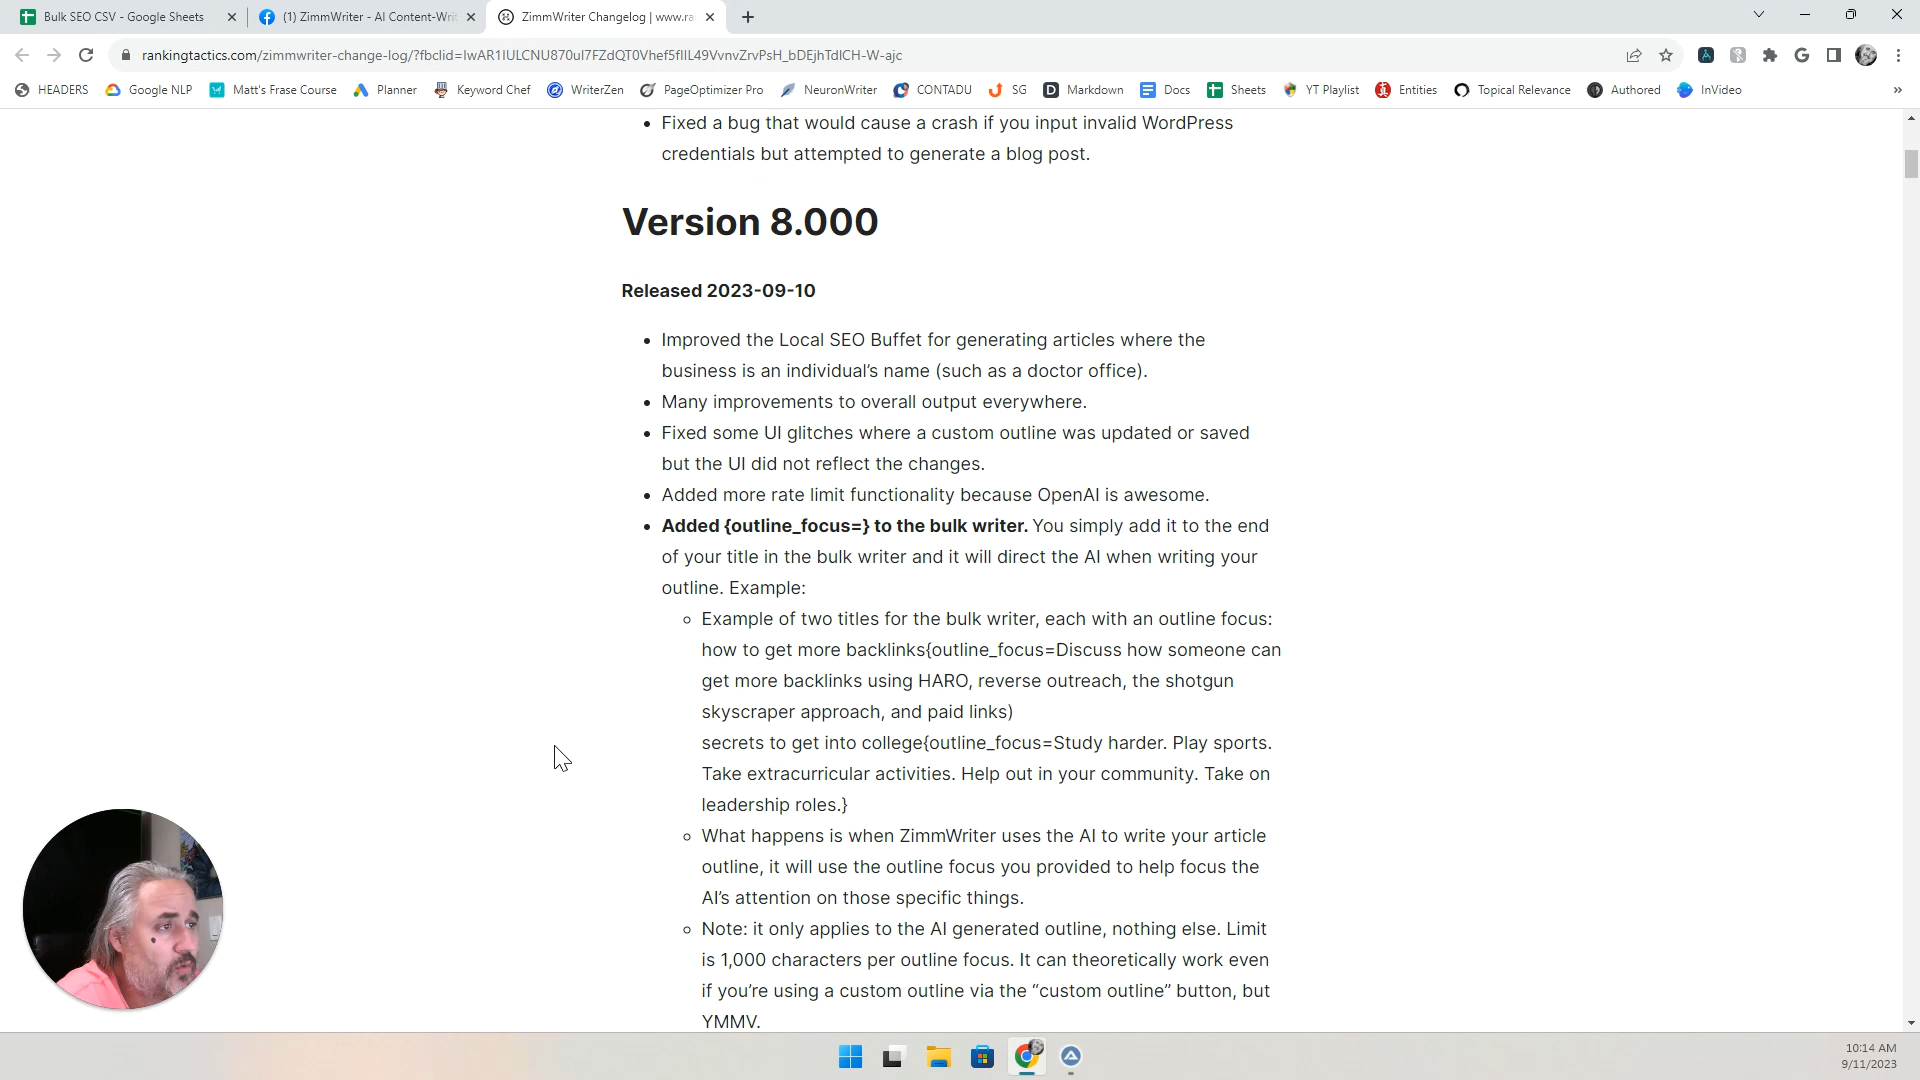 Bulk SEO CSV - Google Sheets
(1) ZimmWriter - AI Content-Writ
ZimmWriter Changelog | www.ra
rankingtactics.com/zimmwriter-change-log/?fbclid=
HEADERS
Google NLP
Matt's Frase Course
Planner
Keyword Chef
WriterZen
PageOptimizer Pro
NeuronWriter
CONTADU
SG
Markdown
Docs
Sheets
YT Playlist
Entities
Topical Relevance
Authored
InVideo
»
• Fixed a bug that would cause a crash if you input invalid WordPress
credentials but attempted to generate a blog post.
Version 8.000
Released 2023-09-10
• Improved the Local SEO Buffet for generating articles where the
business is an individual's name (such as a doctor office).
• Many improvements to overall output everywhere.
• Fixed some UI glitches where a custom outline was updated or saved
but the UI did not reflect the changes.
• Added more rate limit functionality because OpenAI is awesome.
• Added {outline_focus=} to the bulk writer. You simply add it to the end
of your title in the bulk writer and it will direct the AI when writing your
outline. Example:
◦ Example of two titles for the bulk writer, each with an outline focus:
how to get more backlinks{outline_focus=Discuss how someone can
get more backlinks using HARO, reverse outreach, the shotgun
skyscraper approach, and paid links)
secrets to get into college{outline_focus=Study harder. Play sports.
Take extracurricular activities. Help out in your community. Take on
leadership roles.}
◦ What happens is when ZimmWriter uses the AI to write your article
outline, it will use the outline focus you provided to help focus the
AI's attention on those specific things.
◦ Note: it only applies to the AI generated outline, nothing else. Limit
is 1,000 characters per outline focus. It can theoretically work even
if you're using a custom outline via the “custom outline” button, but
YMMV.
10:14 AM
9/11/2023